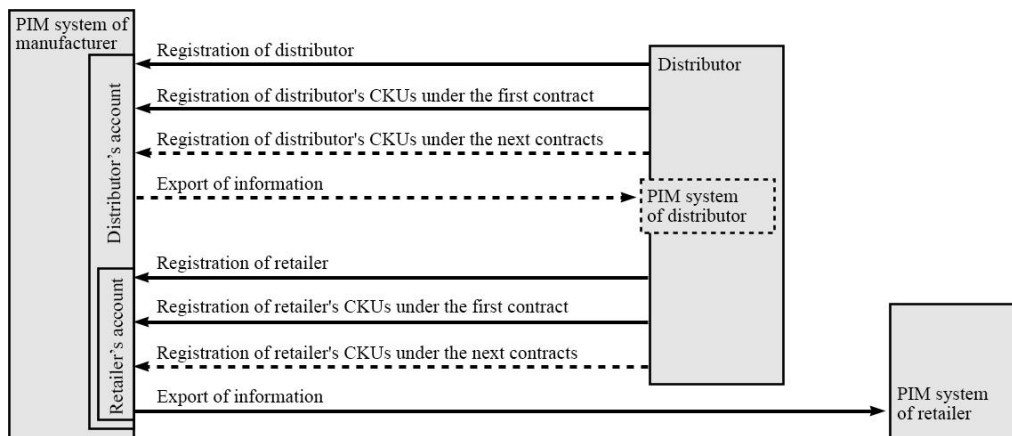 PIM system of
manufacturer
Distributor's account
Retailer's account
Registration of distributor
Registration of distributor's CKUs under the first contract
Registration of distributor's CKUs under the next contracts
Export of information
Registration of retailer
Registration of retailer's CKUs under the first contract
Registration of retailer's CKUs under the next contracts
Export of information
Distributor
PIM system
of distributor
PIM system
of retailer